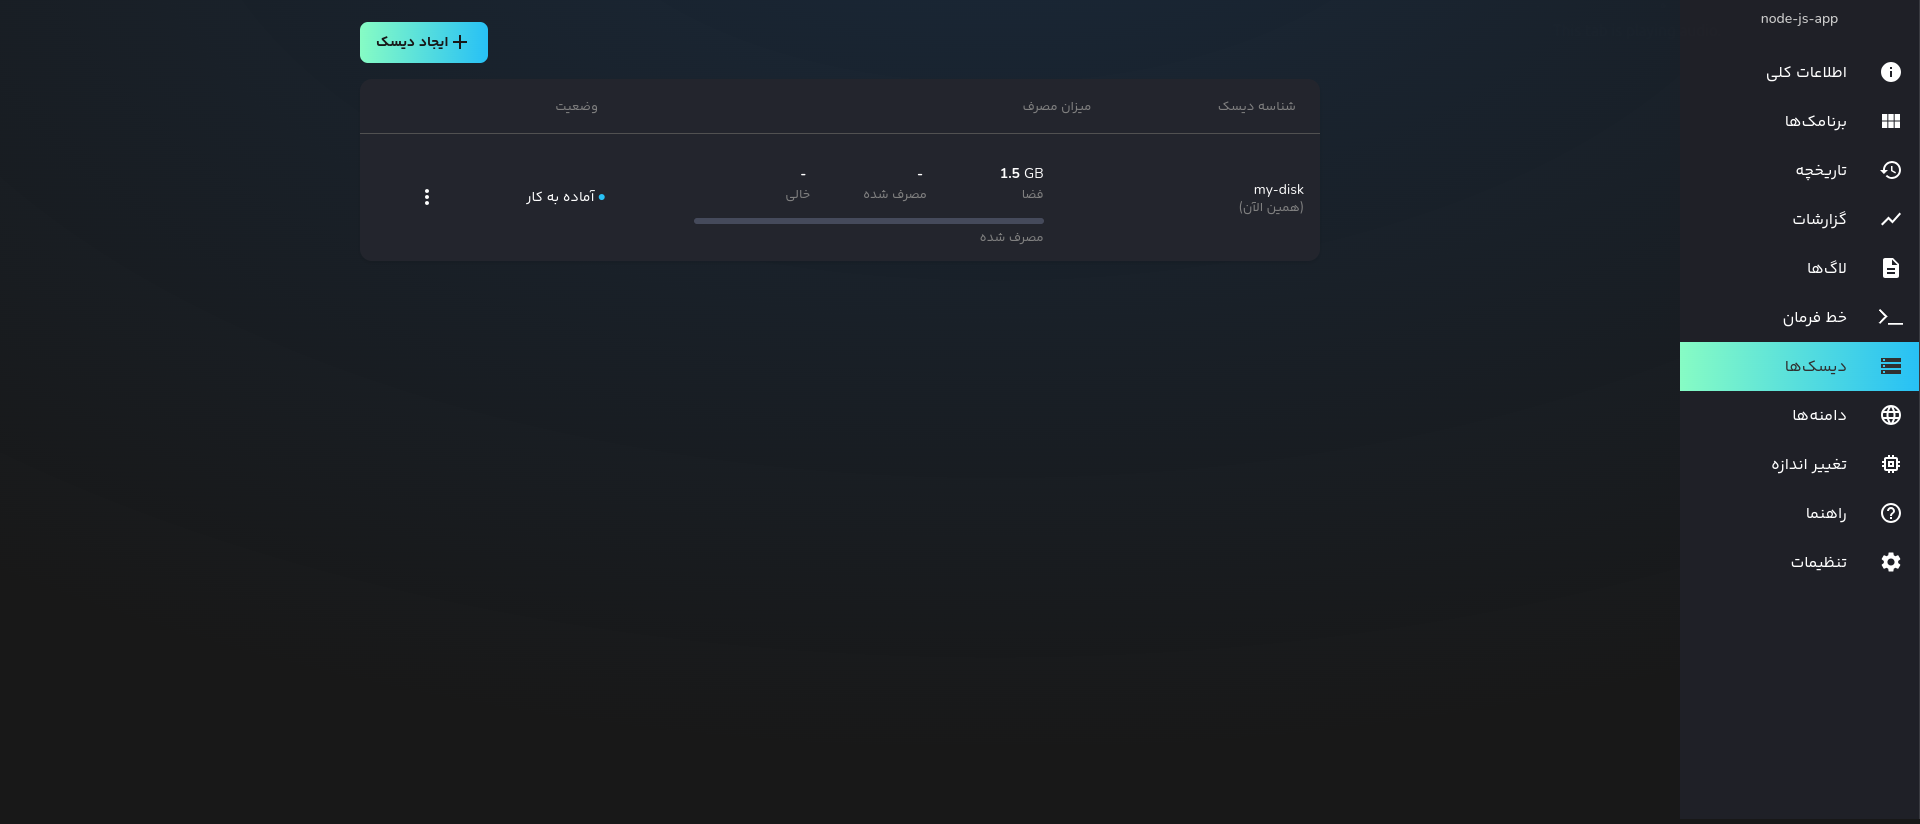 node-js-app
اطلاعات کلی
برنامک‌ها
تاریخچه
گزارشات
لاگ‌ها
خط فرمان
دیسک‌ها
دامنه‌ها
تغییر اندازه
راهنما
تنظیمات
ایجاد دیسک
شناسه دیسک
میزان مصرف
وضعیت
my-disk
(همین الآن)
1.5 GB
فضا
-
مصرف شده
-
خالی
مصرف شده
آماده به کار